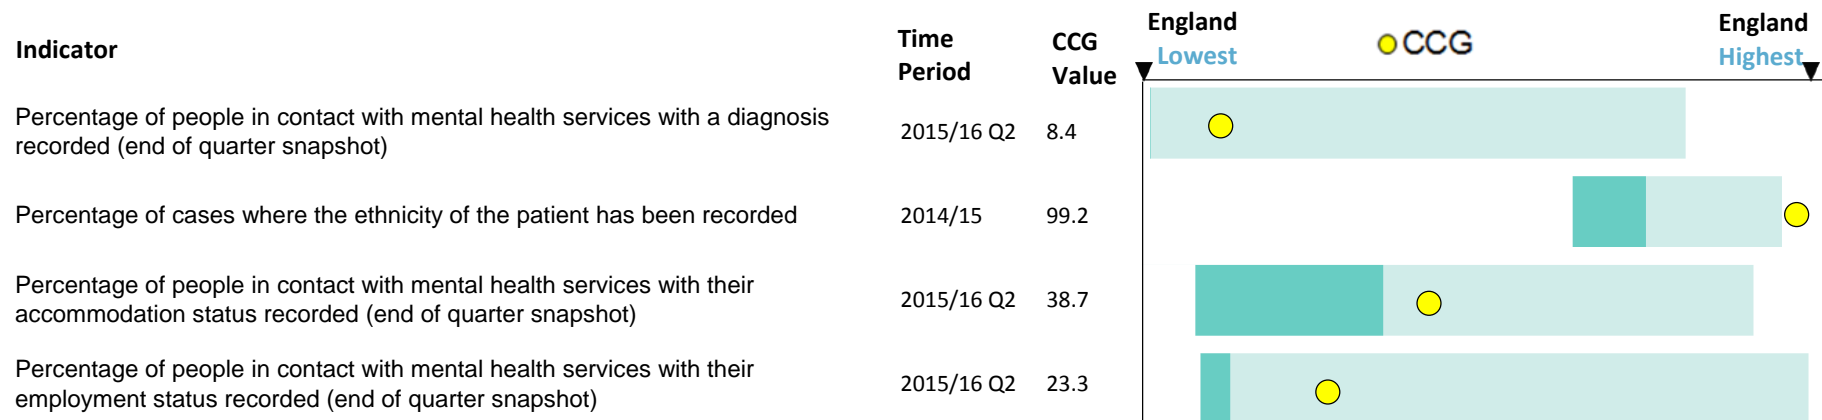 Indicator
Time Period
CCG Value
England Lowest
CCG
England Highest
Percentage of people in contact with mental health services with a diagnosis
recorded (end of quarter snapshot)
2015/16 Q2
8.4
Percentage of cases where the ethnicity of the patient has been recorded
2014/15
99.2
Percentage of people in contact with mental health services with their
accommodation status recorded (end of quarter snapshot)
2015/16 Q2
38.7
Percentage of people in contact with mental health services with their
employment status recorded (end of quarter snapshot)
2015/16 Q2
23.3